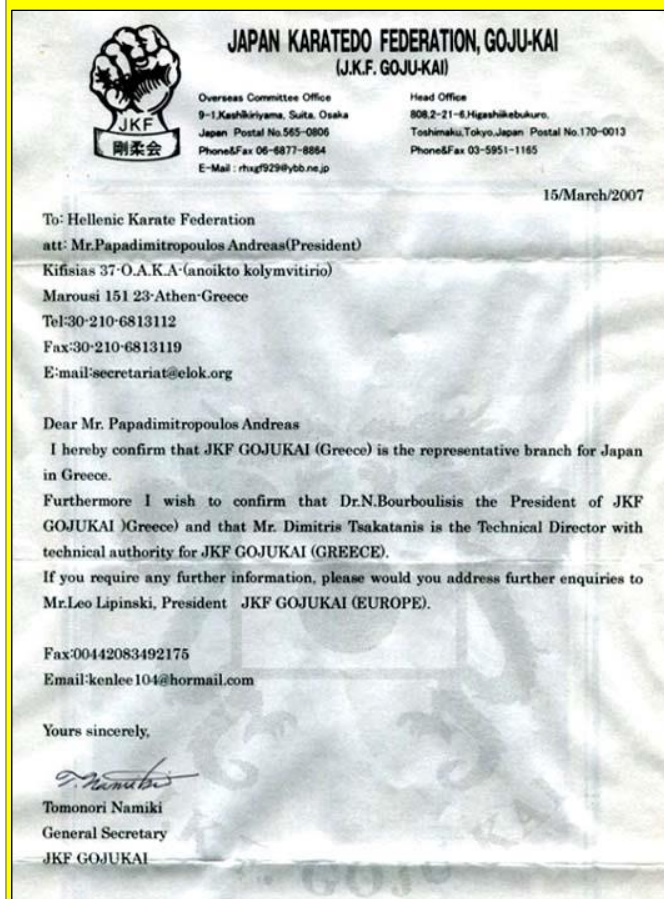 JAPAN KARATEDO FEDERATION, GOJU-KAI
(J.K.F. GOJU-KAI)
JKF
剛柔会
Overseas Committee Office
9-1,Kashikiriyama, Suita, Osaka
Japan Postal No.565-0806
Phone&Fax 06-6877-8864
E-Mail : rhxgf929@ybb.ne.jp
Head Office
808,2-21-6,Higashiikebukuro,
Toshimaku,Tokyo,Japan Postal No.170-0013
Phone&Fax 03-5951-1165
15/March/2007
To: Hellenic Karate Federation
att: Mr.Papadimitropoulos Andreas(President)
Kifisias 37-O.A.K.A-(anoikto kolymvitirio)
Marousi 151 23-Athen-Greece
Tel:30-210-6813112
Fax:30-210-6813119
E:mail:secretariat@elok.org
Dear Mr. Papadimitropoulos Andreas
I hereby confirm that JKF GOJUKAI (Greece) is the representative branch for Japan
in Greece.
Furthermore I wish to confirm that Dr.N.Bourboulisis the President of JKF
GOJUKAI )Greece) and that Mr. Dimitris Tsakatanis is the Technical Director with
technical authority for JKF GOJUKAI (GREECE).
If you require any further information, please would you address further enquiries to
Mr.Leo Lipinski, President JKF GOJUKAI (EUROPE).
Fax:00442083492175
Email:kenlee104@hormail.com
Yours sincerely,
T. Namiki
Tomonori Namiki
General Secretary
JKF GOJUKAI
GOJU KAI